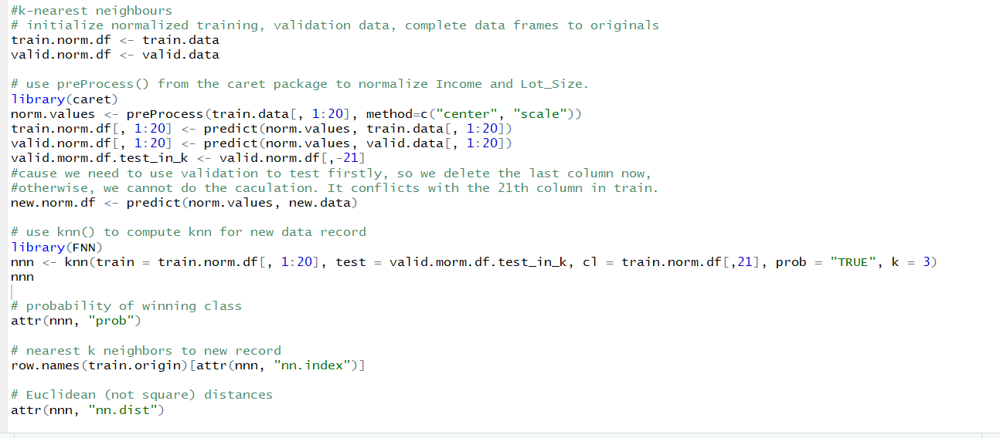 #k-nearest neighbours
# initialize normalized training, validation data, complete data frames to originals
train.norm.df <- train.data
valid.norm.df <- valid.data
# use preProcess() from the caret package to normalize Income and Lot_Size.
library(caret)
norm.values <- preProcess(train.data[, 1:20], method=c("center", "scale"))
train.norm.df[, 1:20] <- predict(norm.values, train.data[, 1:20])
valid.norm.df[, 1:20] <- predict(norm.values, valid.data[, 1:20])
valid.morm.df.test_in_k <- valid.norm.df[,-21]
#cause we need to use validation to test firstly, so we delete the last column now,
#otherwise, we cannot do the caculation. It conflicts with the 21th column in train.
new.norm.df <- predict(norm.values, new.data)
# use knn() to compute knn for new data record
library(FNN)
nnn <- knn(train = train.norm.df[, 1:20], test = valid.morm.df.test_in_k, cl = train.norm.df[,21], prob = "TRUE", k = 3)
nnn
# probability of winning class
attr(nnn, "prob")
# nearest k neighbors to new record
row.names(train.origin)[attr(nnn, "nn.index")]
# Euclidean (not square) distances
attr(nnn, "nn.dist")